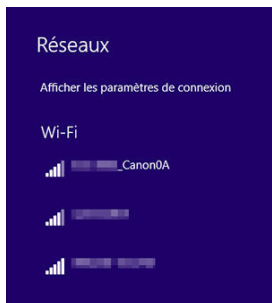 Réseaux
Afficher les paramètres de connexion
Wi-Fi
_Canon0A